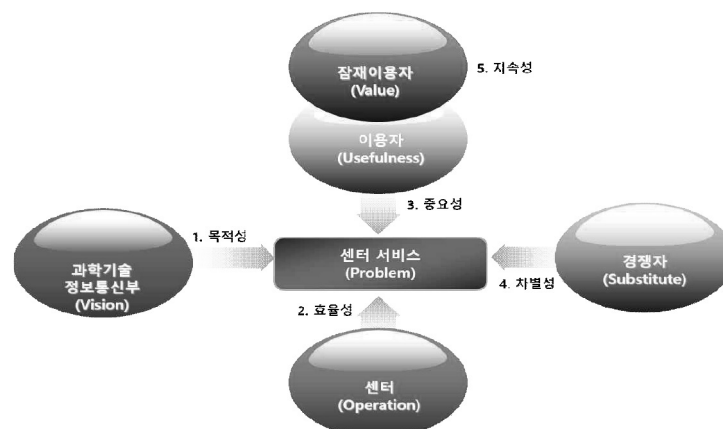 잠재이용자
(Value)
5. 지속성
이용자
(Usefulness)
3. 중요성
1. 목적성
과학기술
정보통신부
(Vision)
센터 서비스
(Problem)
경쟁자
(Substitute)
4. 차별성
2. 효율성
센터
(Operation)